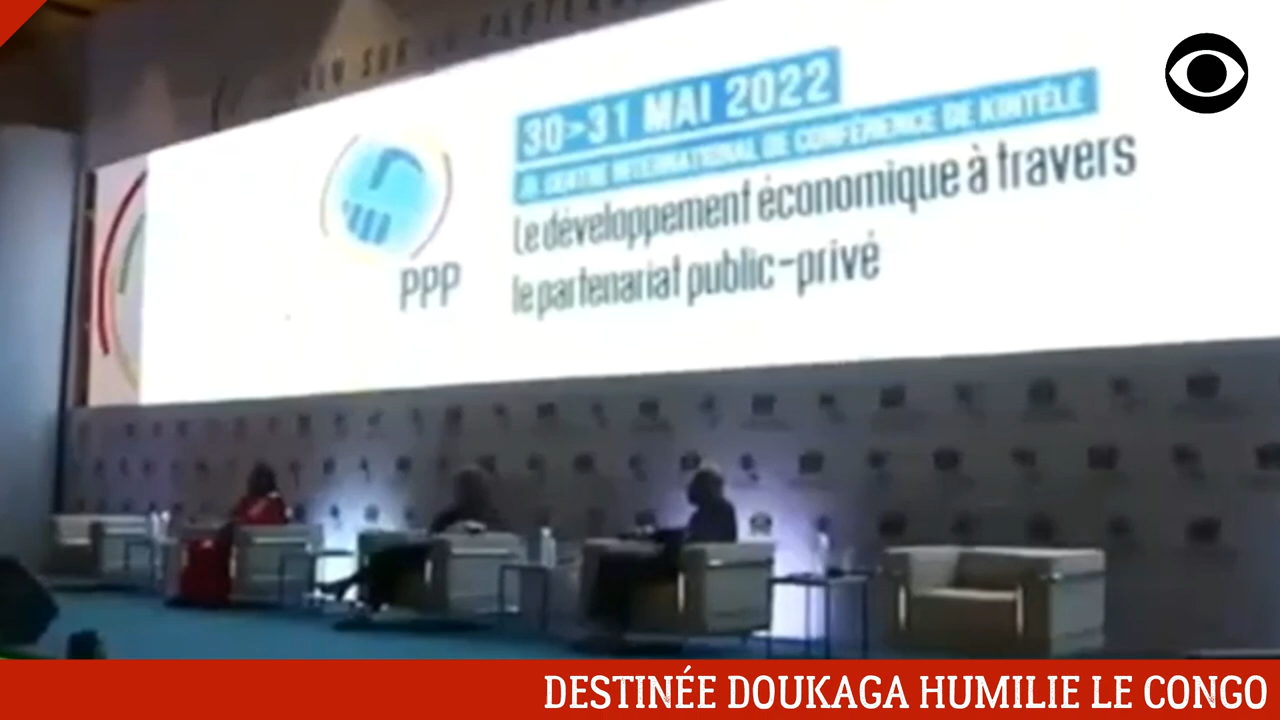 SUR
30>31 MAI 2022
CENTRE INTERNATIONAL DE CONFÉRENCE DE KINTÉLÉ
Le développement économique à travers
le partenariat public-privé
PPP
DESTINÉE DOUKAGA HUMILIE LE CONGO